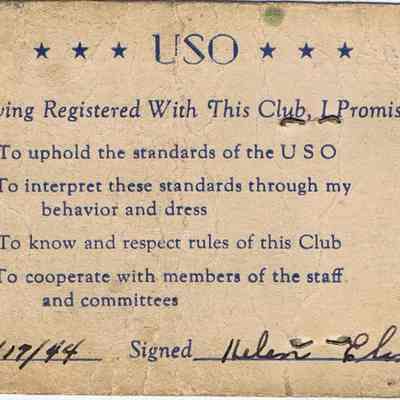 ★ ★ ★ ★ USO ★ ★ ★
ving Registered With This Club, I Promis
To uphold the standards of the U S O
To interpret these standards through my
behavior and dress
To know and respect rules of this Club
To cooperate with members of the staff
and committees
/17/44 Signed Helen